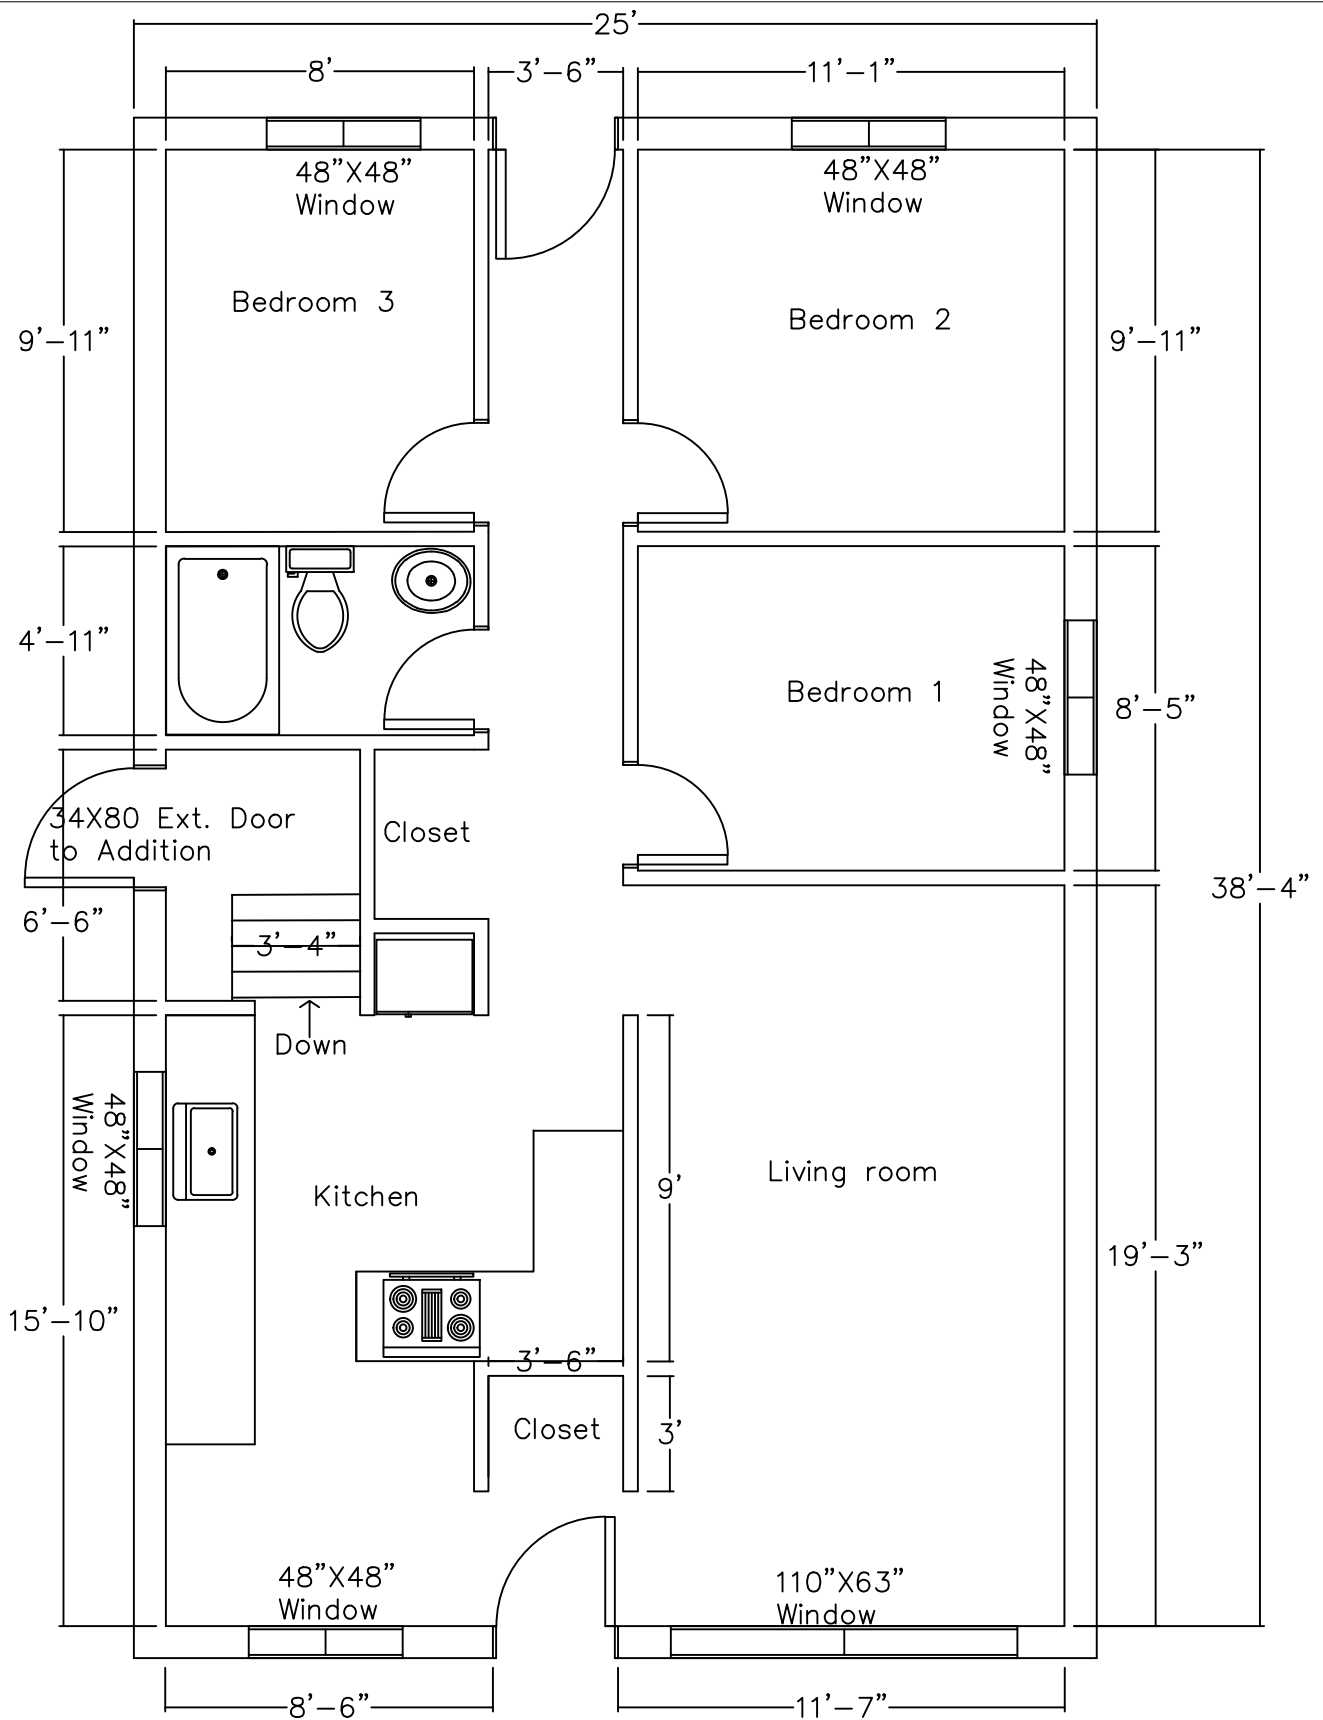 25'
8'
3'-6"
11'-1"
48"X48"
Window
48"X48"
Window
Bedroom 3
Bedroom 2
9'-11"
9'-11"
4'-11"
Bedroom 1
48"X48"
Window
8'-5"
34X80 Ext. Door
to Addition
Closet
38'-4"
6'-6"
3'-4"
Down
48"X48"
Window
Kitchen
9'
Living room
19'-3"
15'-10"
3'-6"
Closet
3'
48"X48"
Window
110"X63"
Window
8'-6"
11'-7"